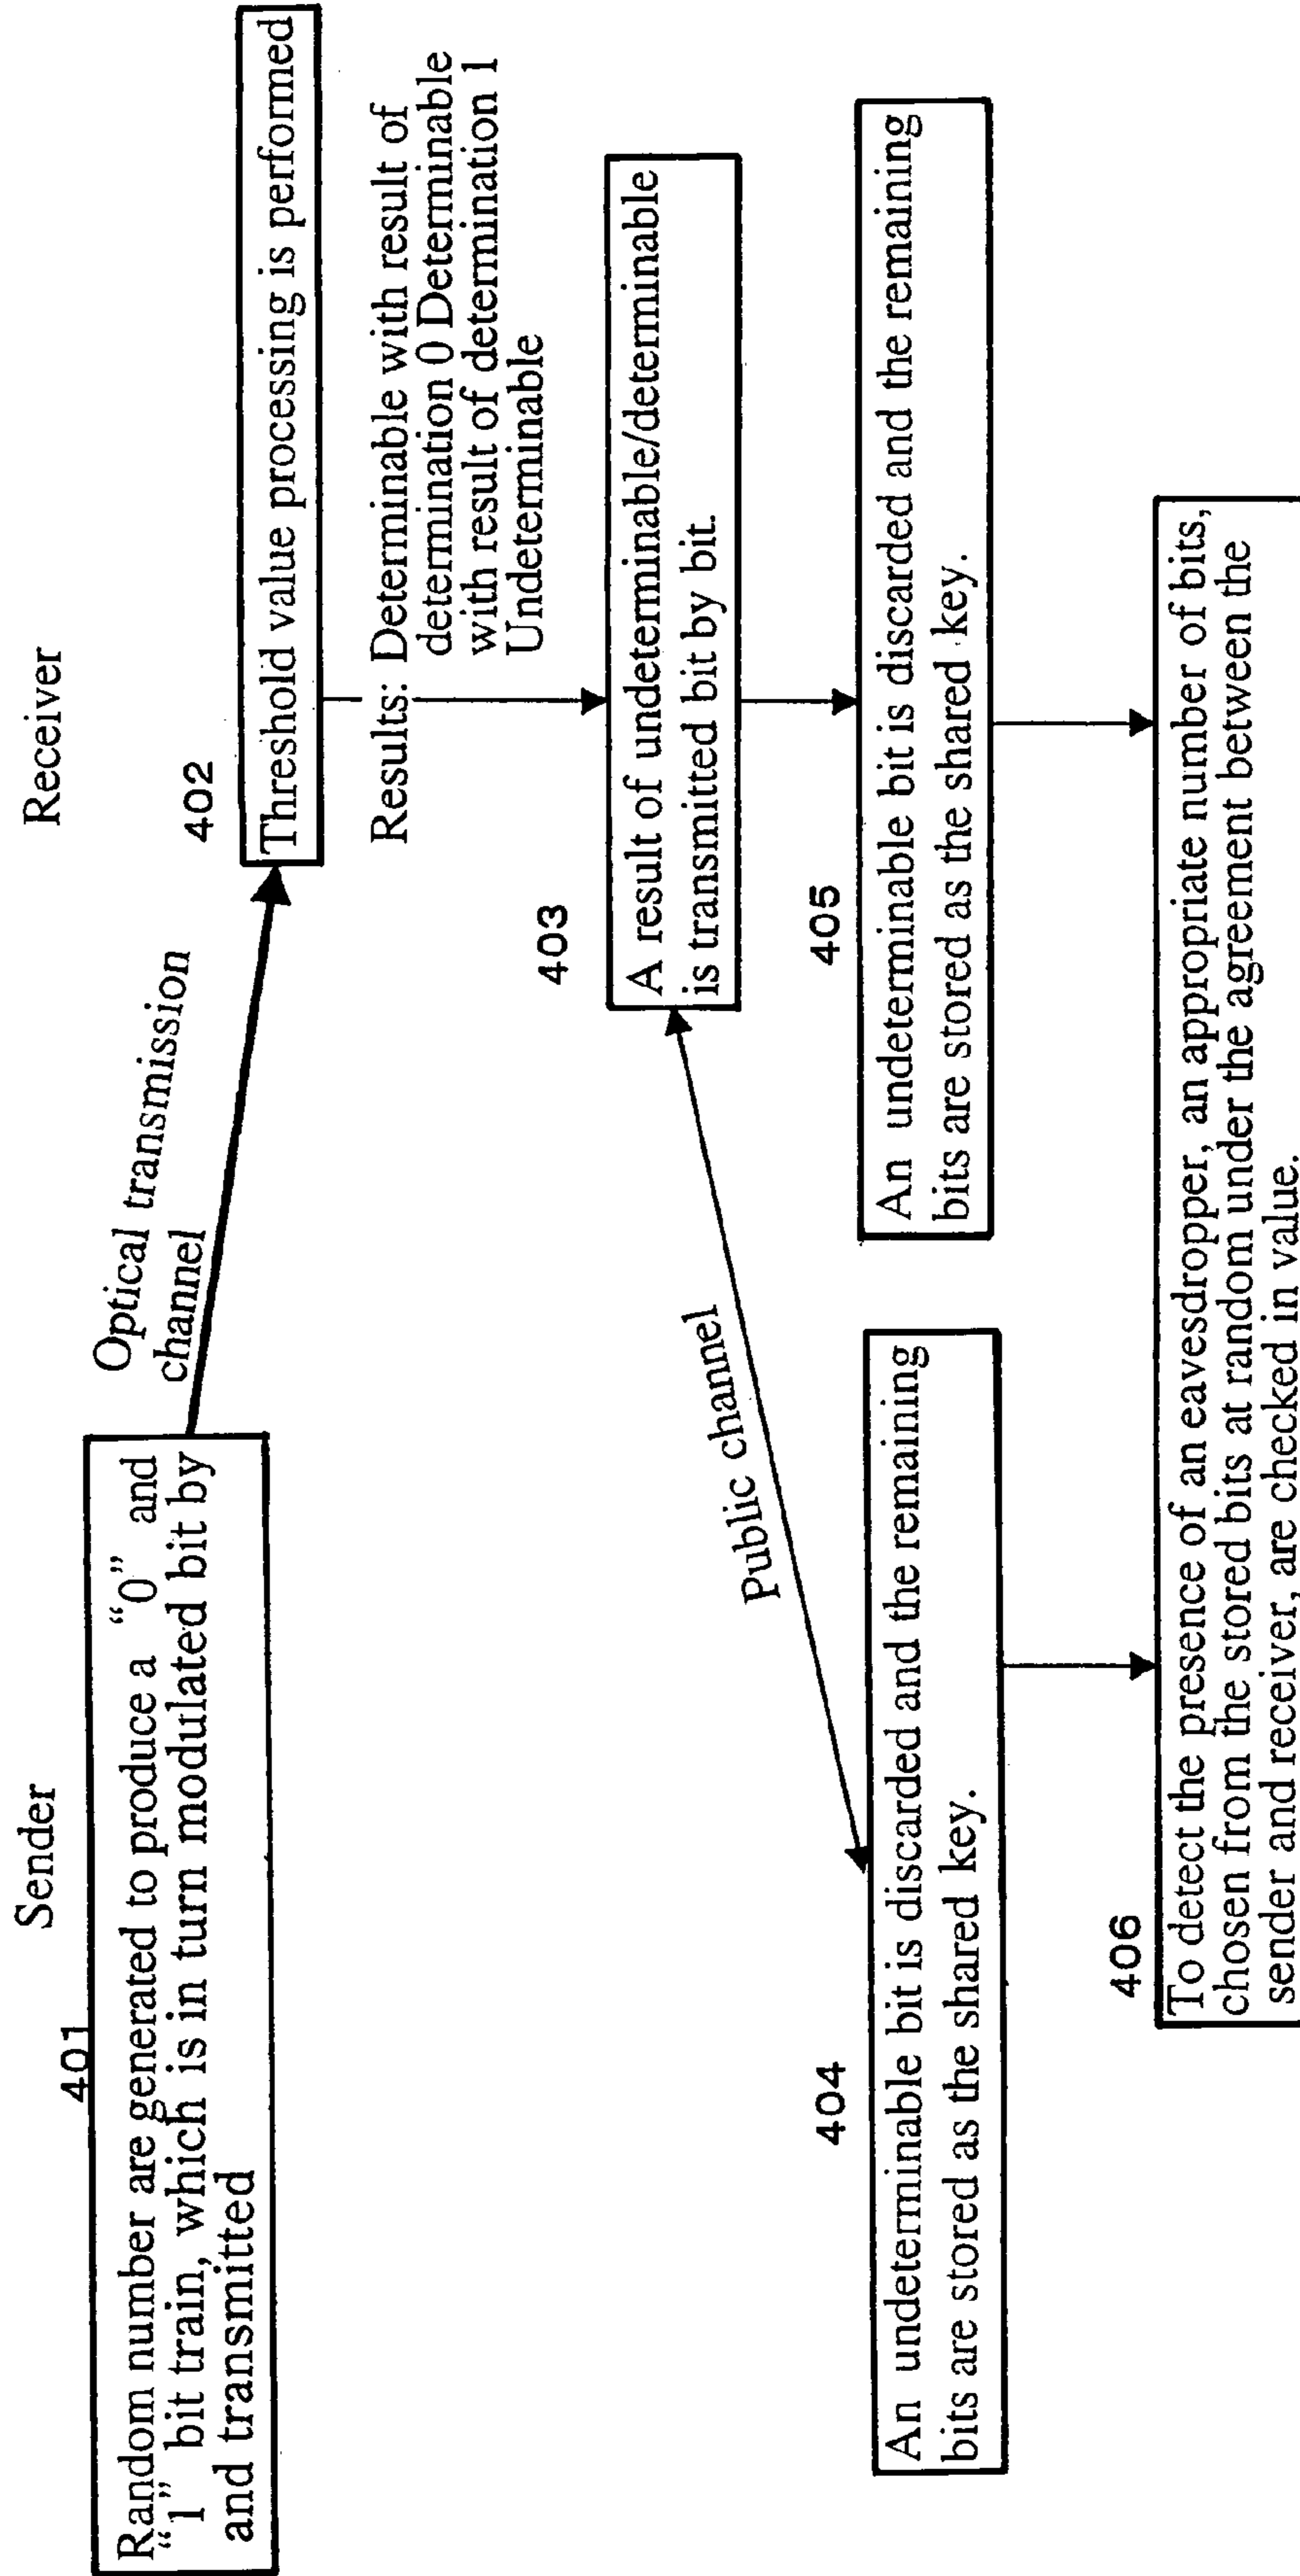 Sender
Receiver
401
Random number are generated to produce a “0” and
“1” bit train, which is in turn modulated bit by
and transmitted
Optical transmission
channel
402
Threshold value processing is performed
Results: Determinable with result of
determination 0 Determinable
with result of determination 1
Undeterminable
403
A result of undeterminable/determinable
is transmitted bit by bit.
Public channel
404
An undeterminable bit is discarded and the remaining
bits are stored as the shared key.
405
An undeterminable bit is discarded and the remaining
bits are stored as the shared key.
406
To detect the presence of an eavesdropper, an appropriate number of bits,
chosen from the stored bits at random under the agreement between the
sender and receiver, are checked in value.